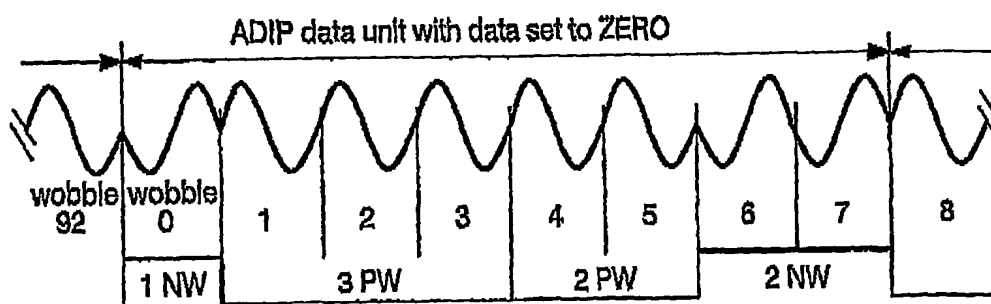 ADIP data unit with data set to ZERO
wobble wobble
92 0 1 2 3 4 5 6 7 8
1 NW 3 PW 2 PW 2 NW